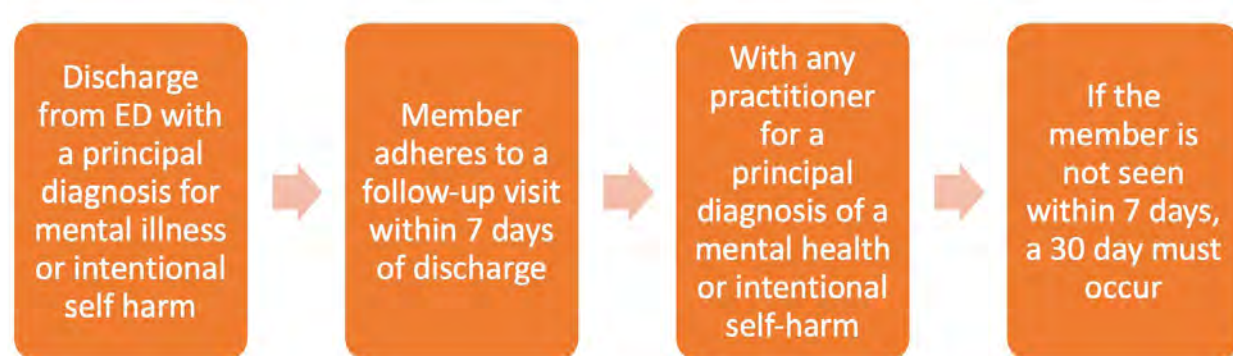 Discharge
from ED with
a principal
diagnosis for
mental illness
or intentional
self harm
Member
adheres to a
follow-up visit
within 7 days
of discharge
With any
practitioner
for a
principal
diagnosis of a
mental health
or intentional
self-harm
If the
member is
not seen
within 7 days,
a 30 day must
occur